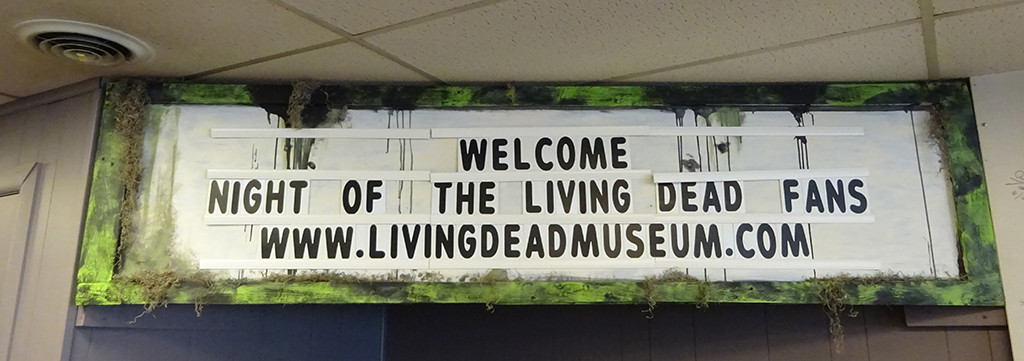 WELCOME
NIGHT OF THE LIVING DEAD FANS
WWW.LIVINGDEADMUSEUM.COM